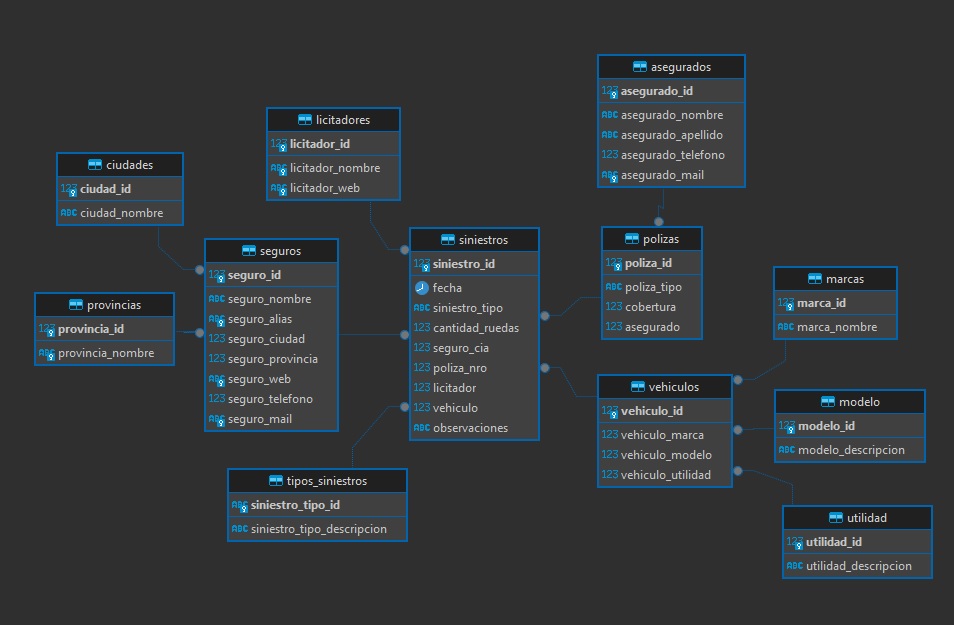 asegurados
123 asegurado_id
ABC asegurado_nombre
ABC asegurado_apellido
123 asegurado_telefono
ABC asegurado_mail
licitadores
123 licitador_id
ABC licitador_nombre
ABC licitador_web
ciudades
123 ciudad_id
ABC ciudad_nombre
seguros
123 seguro_id
ABC seguro_nombre
ABC seguro_alias
123 seguro_ciudad
123 seguro_provincia
ABC seguro_web
123 seguro_telefono
ABC seguro_mail
provincias
123 provincia_id
ABC provincia_nombre
siniestros
123 siniestro_id
fecha
ABC siniestro_tipo
123 cantidad_ruedas
123 seguro_cia
123 poliza_nro
123 licitador
123 vehiculo
ABC observaciones
polizas
123 poliza_id
ABC poliza_tipo
123 cobertura
123 asegurado
marcas
123 marca_id
ABC marca_nombre
vehiculos
123 vehiculo_id
123 vehiculo_marca
123 vehiculo_modelo
123 vehiculo_utilidad
modelo
123 modelo_id
ABC modelo_descripcion
tipos_siniestros
ABC siniestro_tipo_id
ABC siniestro_tipo_descripcion
utilidad
123 utilidad_id
ABC utilidad_descripcion